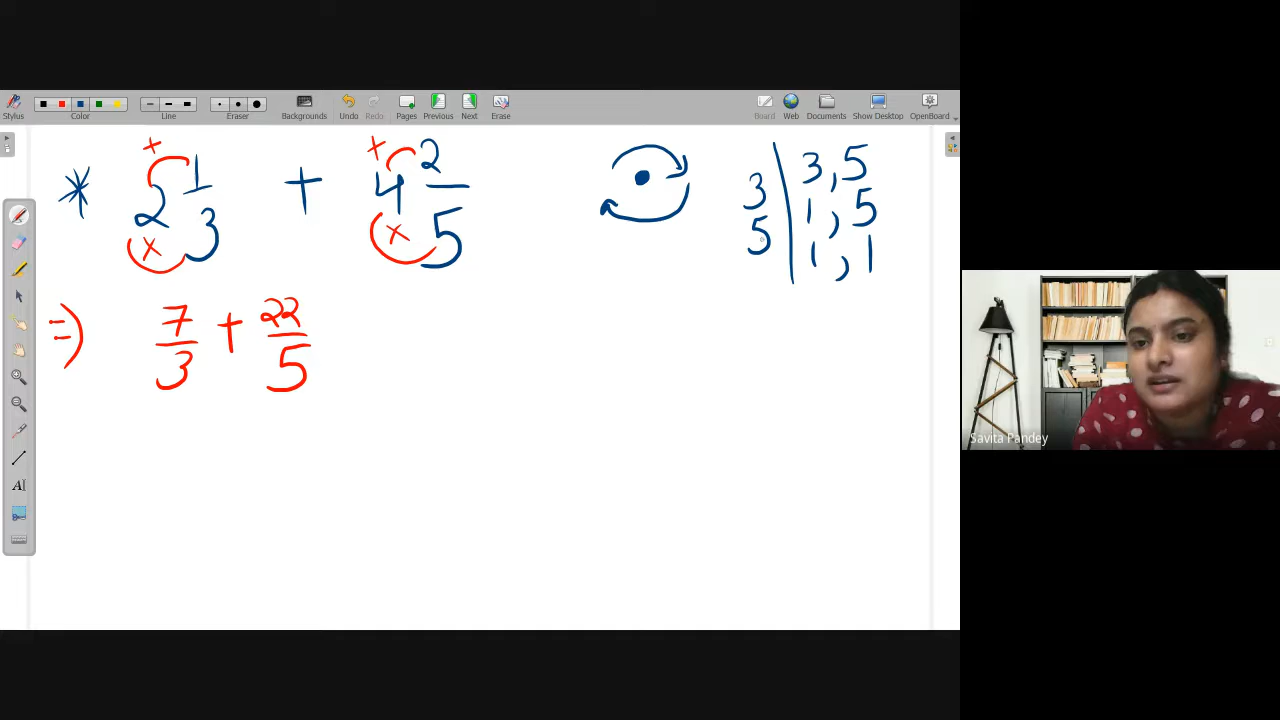 Stylus Color Line Eraser Backgrounds Undo Redo Pages Previous Next Erase Board Web Documents Show Desktop OpenBoard
* 2 1/3 + 4 2/5
+ +
× ×
3 | 3, 5
5 | 1, 5
1, 1
=) 7/3 + 22/5
Savita Pandey